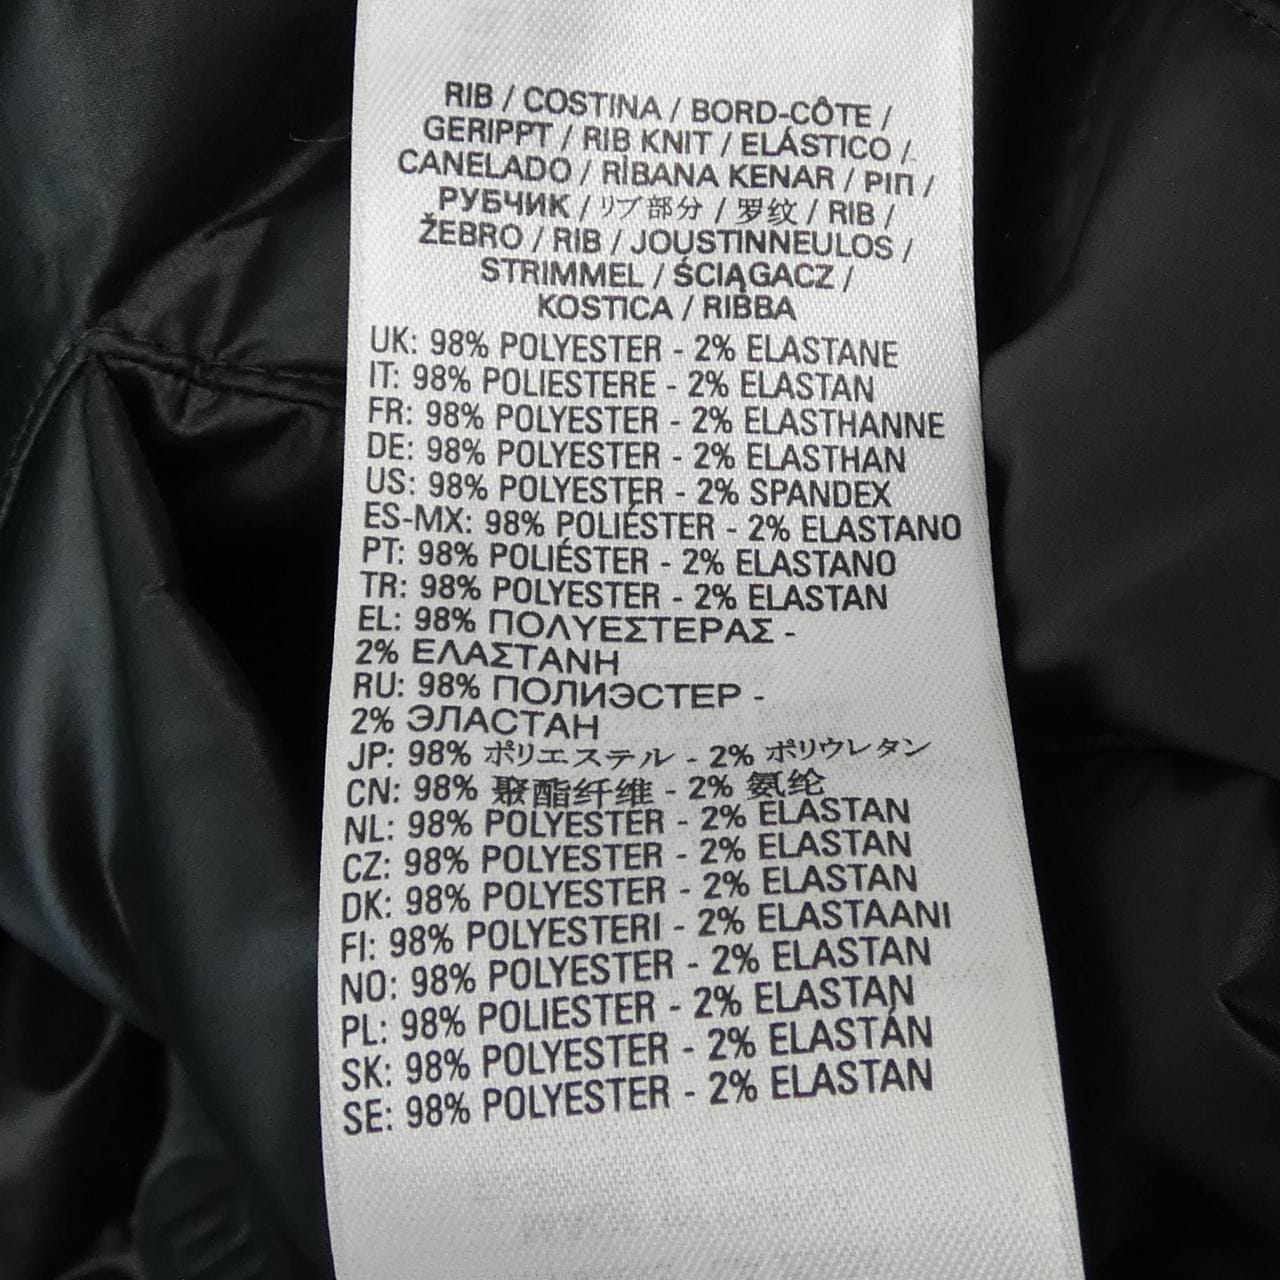 RIB / COSTINA / BORD-CÔTE /
GERIPPT / RIB KNIT / ELÁSTICO /
CANELADO / RİBANA KENAR / ΡΙΠ /
РУБЧИК / リブ部分 / 罗纹 / RIB /
ŽEBRO / RIB / JOUSTINNEULOS /
STRIMMEL / ŚCIĄGACZ /
KOSTICA / RIBBA
UK: 98% POLYESTER - 2% ELASTANE
IT: 98% POLIESTERE - 2% ELASTAN
FR: 98% POLYESTER - 2% ELASTHANNE
DE: 98% POLYESTER - 2% ELASTHAN
US: 98% POLYESTER - 2% SPANDEX
ES-MX: 98% POLIÉSTER - 2% ELASTANO
PT: 98% POLIÉSTER - 2% ELASTANO
TR: 98% POLYESTER - 2% ELASTAN
EL: 98% ΠΟΛΥΕΣΤΕΡΑΣ -
2% ΕΛΑΣΤΑΝΗ
RU: 98% ПОЛИЭСТЕР -
2% ЭЛАСТАН
JP: 98% ポリエステル - 2% ポリウレタン
CN: 98% 聚酯纤维 - 2% 氨纶
NL: 98% POLYESTER - 2% ELASTAN
CZ: 98% POLYESTER - 2% ELASTAN
DK: 98% POLYESTER - 2% ELASTAN
FI: 98% POLYESTERI - 2% ELASTAANI
NO: 98% POLYESTER - 2% ELASTAN
PL: 98% POLIESTER - 2% ELASTAN
SK: 98% POLYESTER - 2% ELASTÁN
SE: 98% POLYESTER - 2% ELASTAN